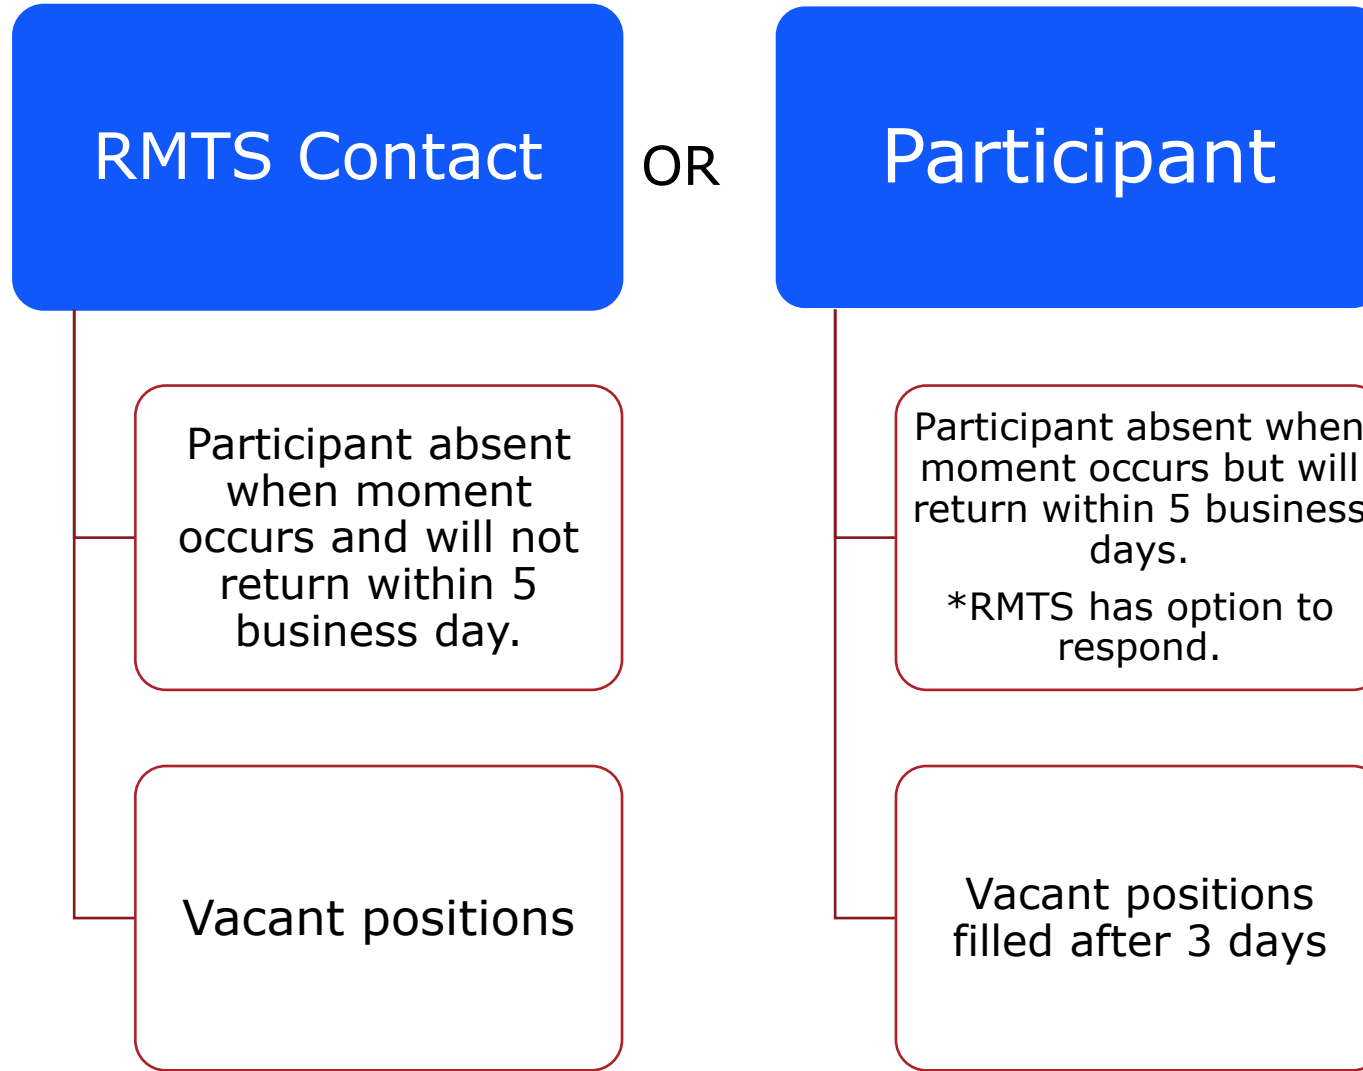 RMTS Contact
OR
Participant
Participant absent
when moment
occurs and will not
return within 5
business day.
Vacant positions
Participant absent when
moment occurs but will
return within 5 business
days.
*RMTS has option to
respond.
Vacant positions
filled after 3 days